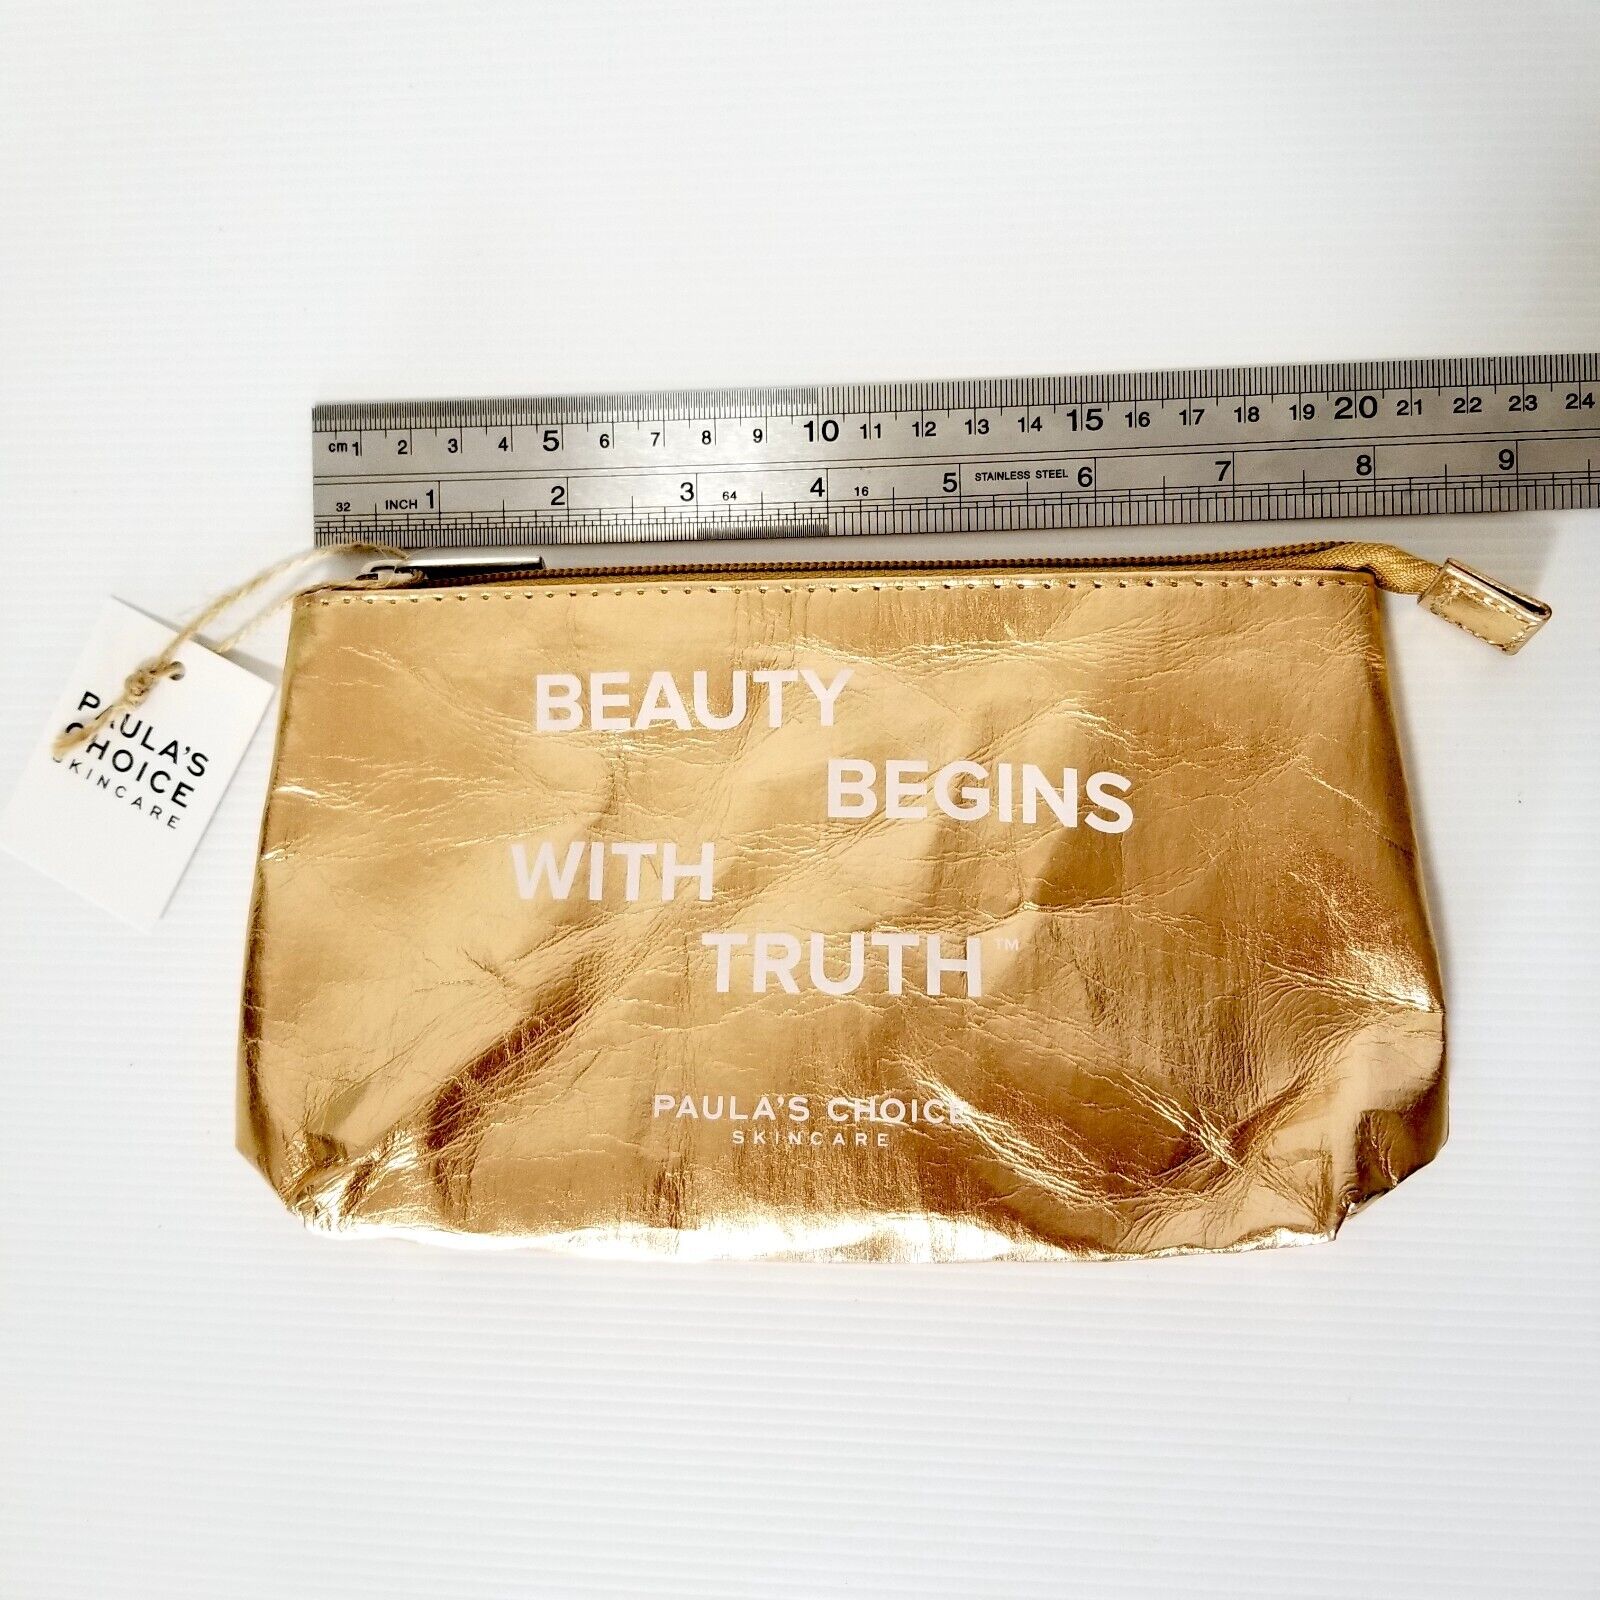 cm 1 2 3 4 5 6 7 8 9 10 11 12 13 14 15 16 17 18 19 20 21 22 23 24
32 INCH 1 2 3 64 4 16 5 STAINLESS STEEL 6 7 8 9
PAULA'S
CHOICE
SKINCARE
BEAUTY
BEGINS
WITH
TRUTH™
PAULA'S CHOICE
SKINCARE